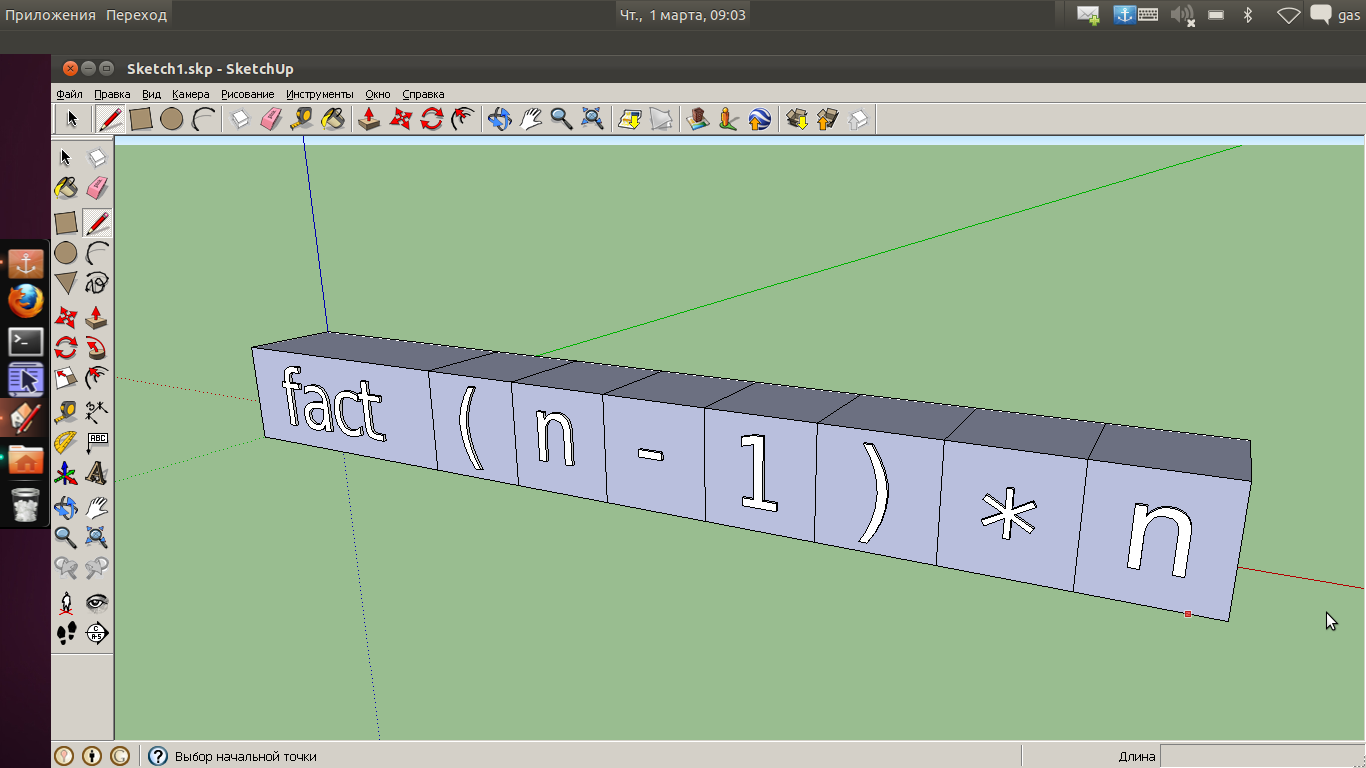 Приложения Переход
Чт., 1 марта, 09:03
gas
Sketch1.skp - SketchUp
Файл Правка Вид Камера Рисование Инструменты Окно Справка
ABC
fact ( n - 1 ) * n
Выбор начальной точки
Длина